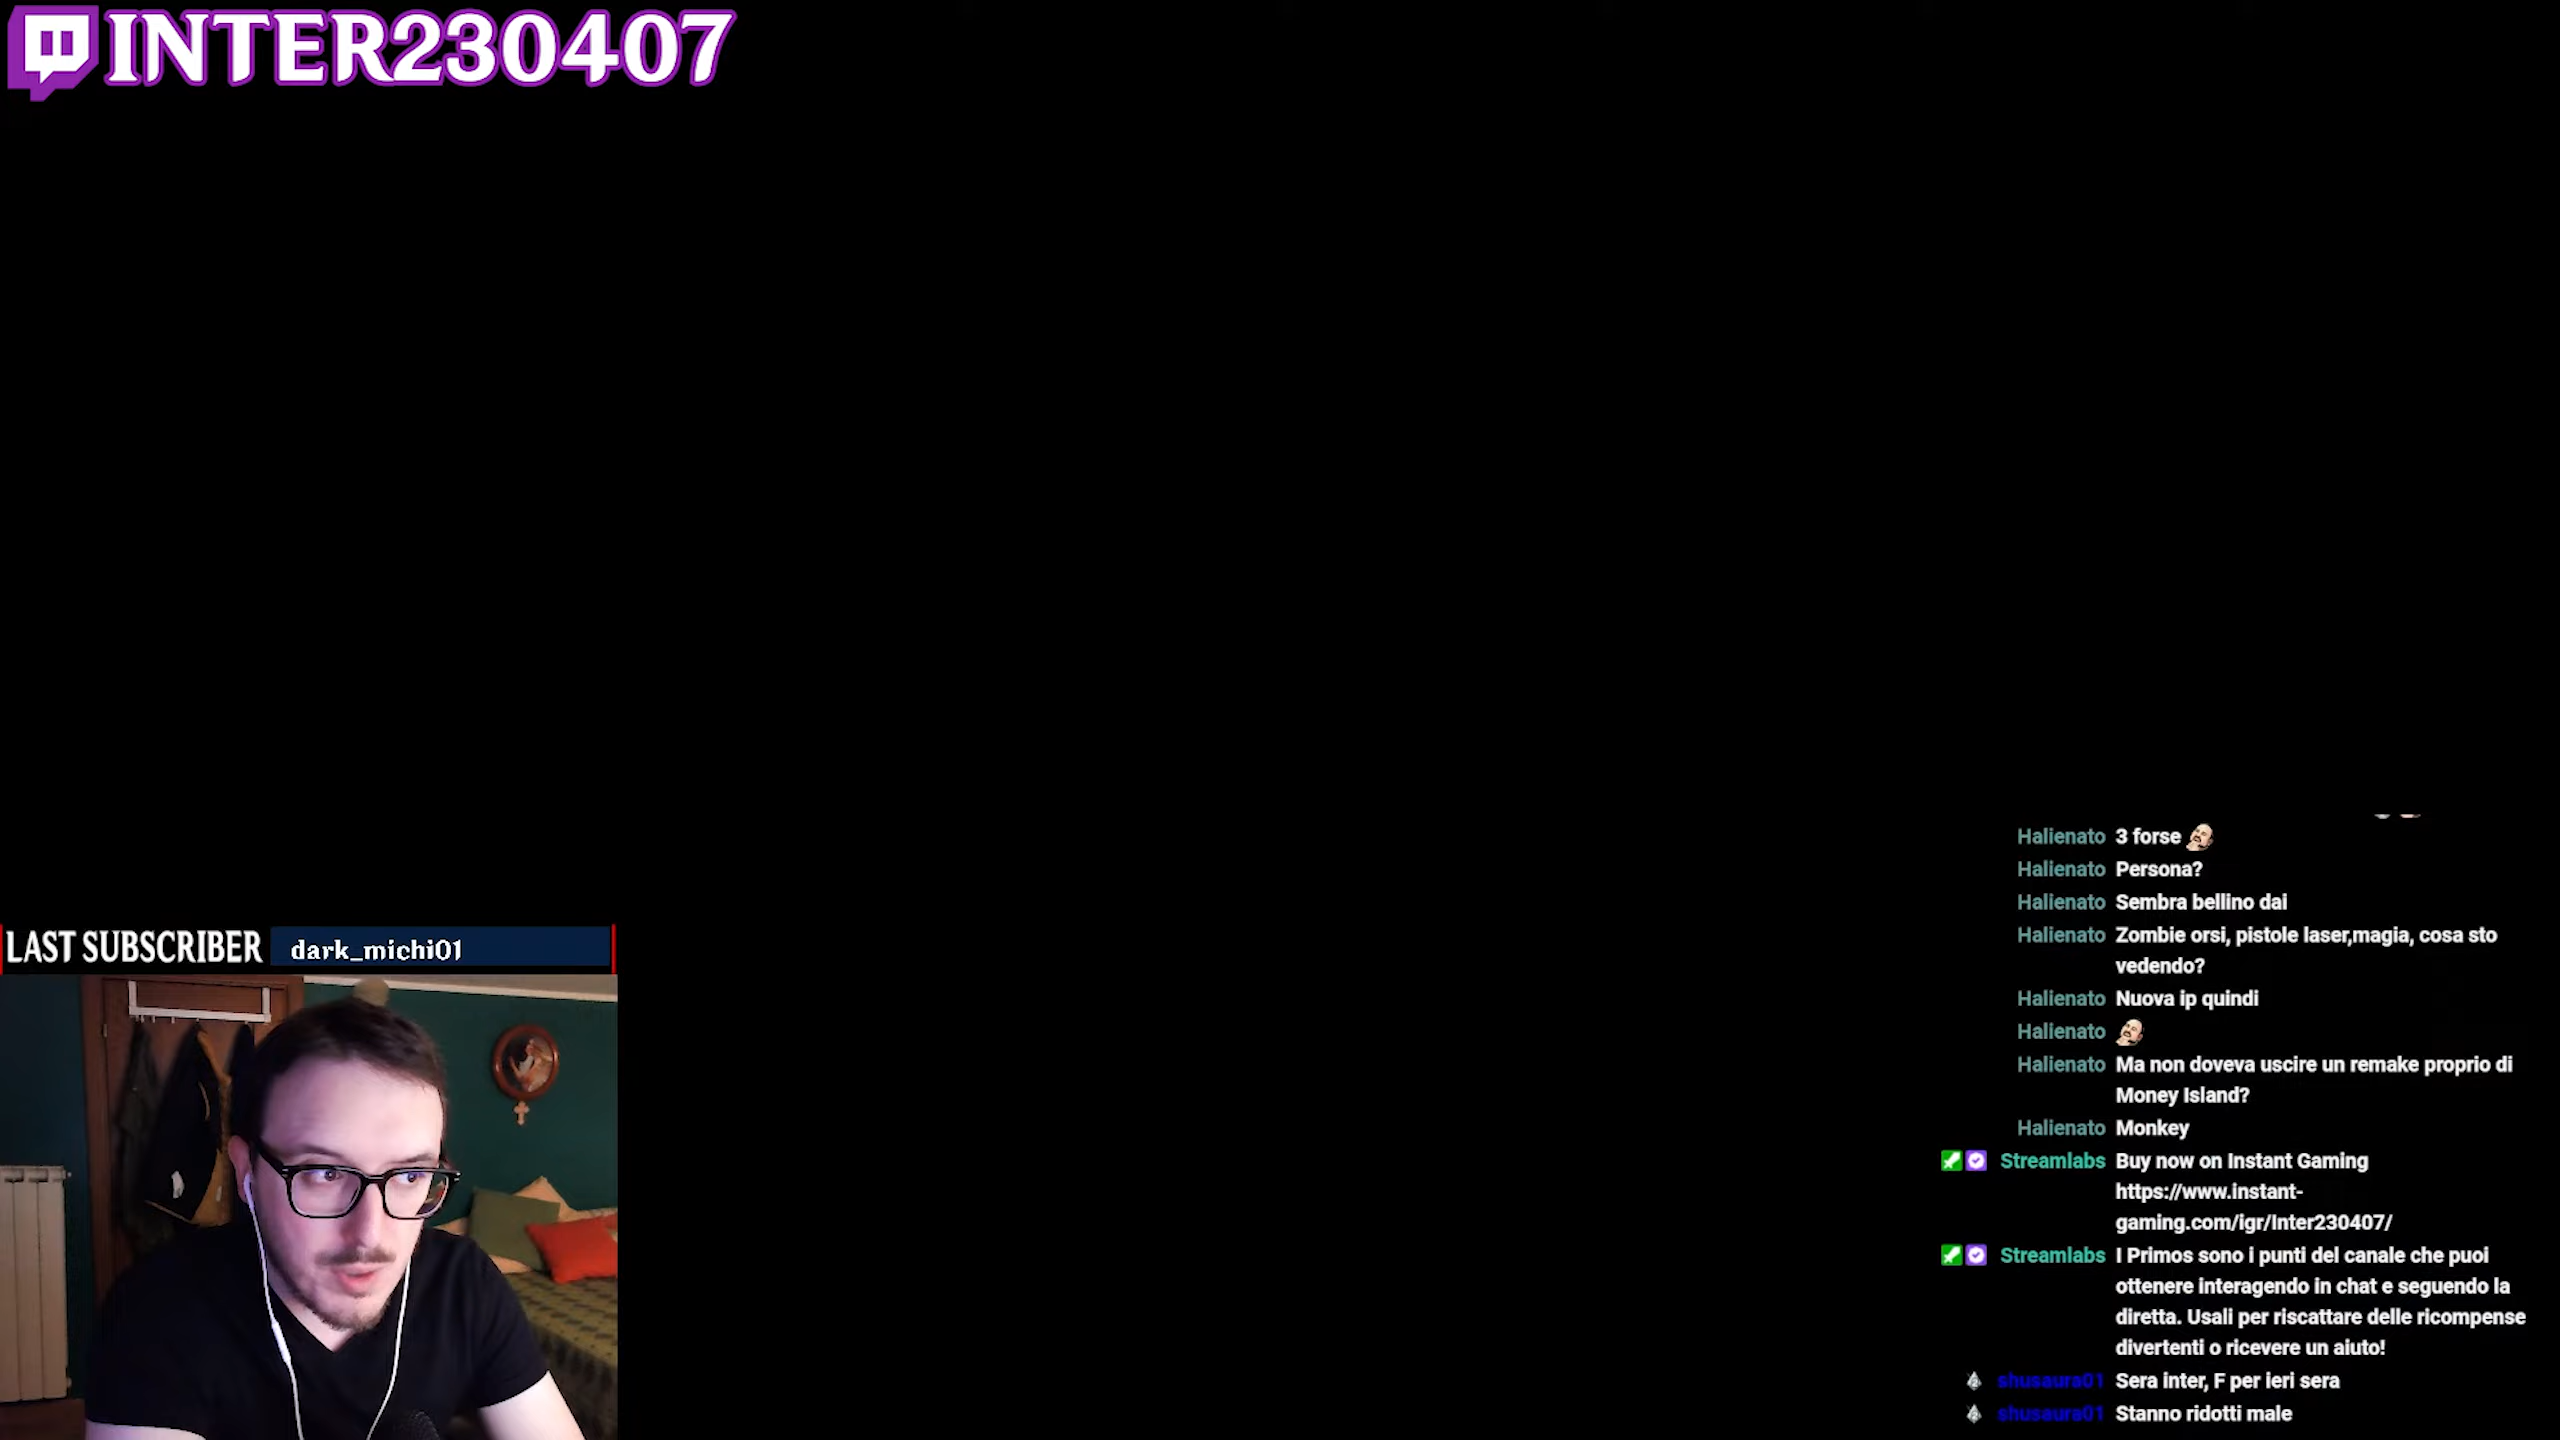 INTER230407
Halienato 3 forse
Halienato Persona?
Halienato Sembra bellino dai
Halienato Zombie orsi, pistole laser,magia, cosa sto
vedendo?
Halienato Nuova ip quindi
Halienato
Halienato Ma non doveva uscire un remake proprio di
Money Island?
Halienato Monkey
Streamlabs Buy now on Instant Gaming
https://www.instant-
gaming.com/igr/Inter230407/
Streamlabs I Primos sono i punti del canale che puoi
ottenere interagendo in chat e seguendo la
diretta. Usali per riscattare delle ricompense
divertenti o ricevere un aiuto!
shusaura01 Sera inter, F per ieri sera
shusaura01 Stanno ridotti male
LAST SUBSCRIBER dark_michi01